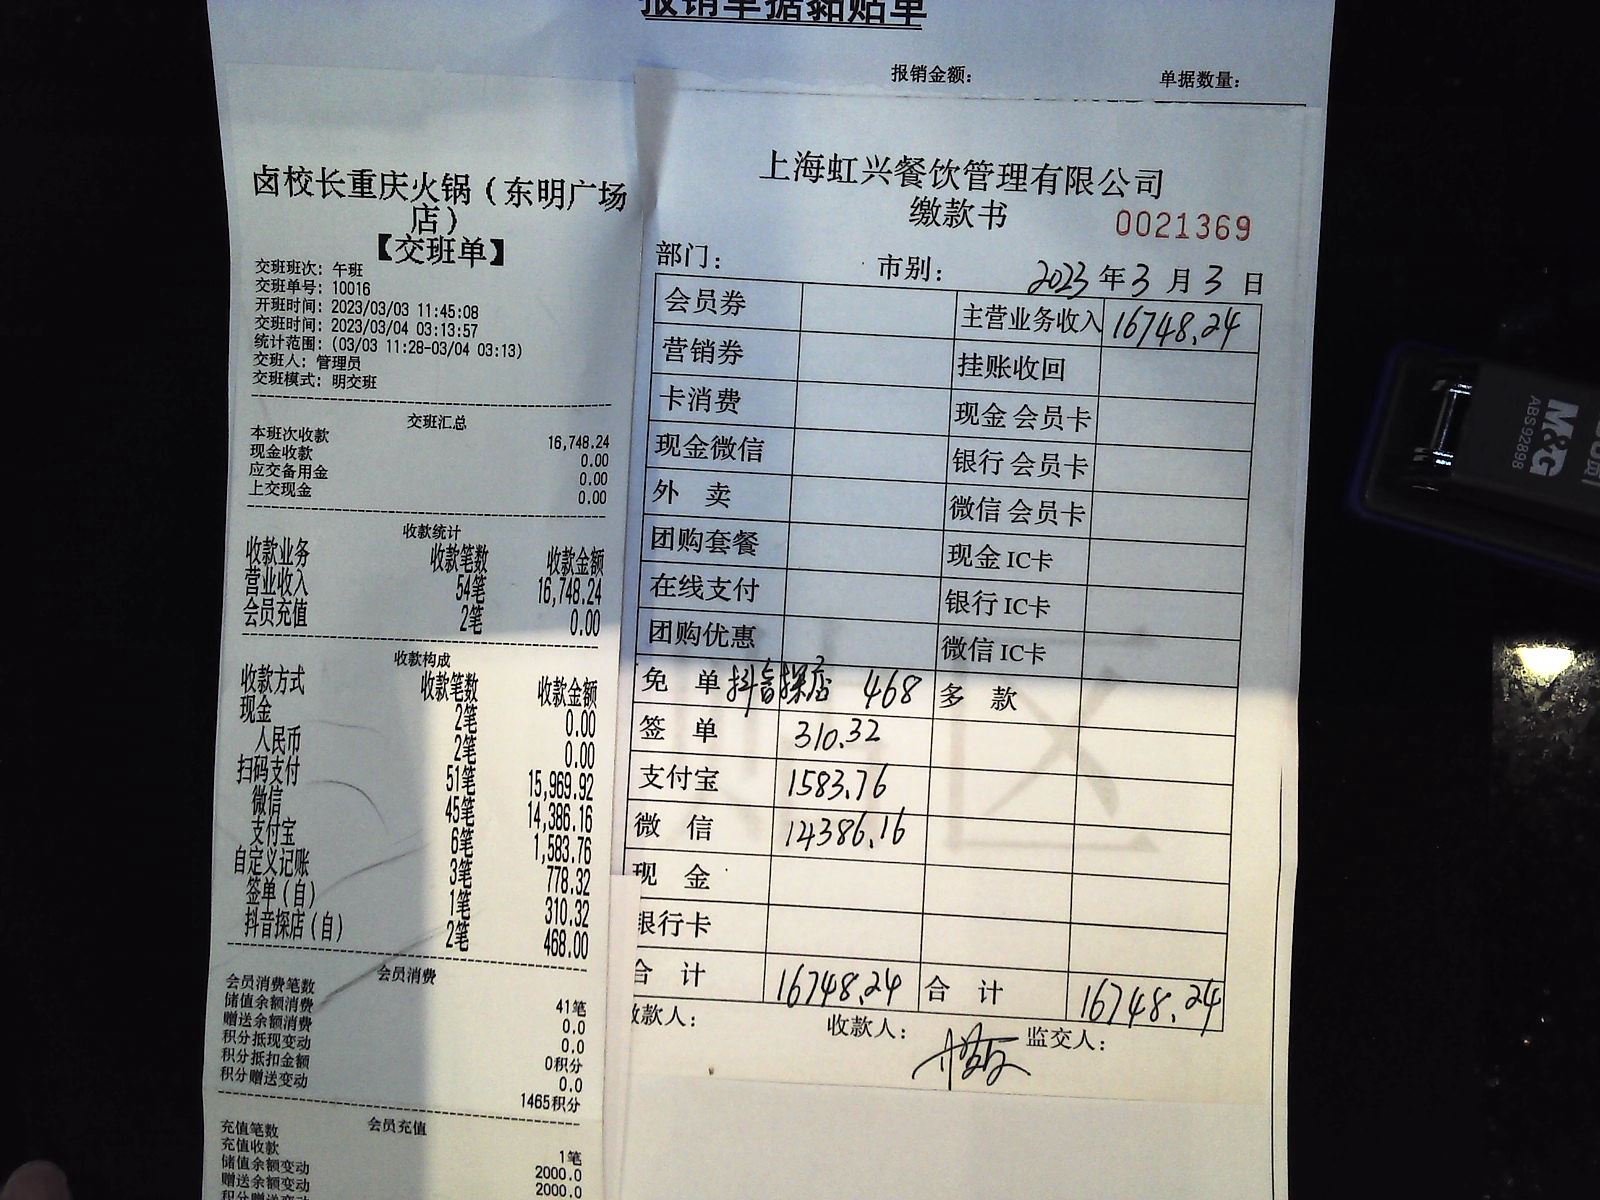 报销单据粘贴单
报销金额：
单据数量：
卤校长重庆火锅（东明广场
店）
【交班单】
交班班次：午班
交班单号：10016
开班时间：2023/03/03 11:45:08
交班时间：2023/03/04 03:13:57
统计范围：(03/03 11:28-03/04 03:13)
交班人：管理员
交班模式：明交班
交班汇总
本班次收款 16,748.24
现金收款 0.00
应交备用金 0.00
上交现金 0.00
收款统计
收款业务 收款笔数 收款金额
营业收入 54笔 16,748.24
会员充值 2笔 0.00
收款构成
收款方式 收款笔数 收款金额
现金 2笔 0.00
人民币 2笔 0.00
扫码支付 51笔 15,969.92
微信 45笔 14,386.16
支付宝 6笔 1,583.76
自定义记账 3笔 778.32
签单（自） 1笔 310.32
抖音探店（自） 2笔 468.00
会员消费
会员消费笔数 41笔
储值余额消费 0.0
赠送余额消费 0.0
积分抵现变动 0积分
积分抵扣金额 0.0
积分赠送变动 1465积分
会员充值
充值笔数 1笔
充值收款 2000.0
储值余额变动 2000.0
赠送余额变动
积分赠送变动
上海虹兴餐饮管理有限公司
缴款书 0021369
部门： 市别： 2023 年 3 月 3 日
会员券 主营业务收入 16748.24
营销券 挂账收回
卡消费 现金 会员卡
现金微信 银行 会员卡
外 卖 微信 会员卡
团购套餐 现金 IC卡
在线支付 银行 IC卡
团购优惠 微信 IC卡
免 单 抖音探店 468 多 款
签 单 310.32
支付宝 1583.76
微 信 14386.16
现 金
银行卡
合 计 16748.24 合 计 16748.24
缴款人： 收款人： 监交人：
M&G
ABS92898